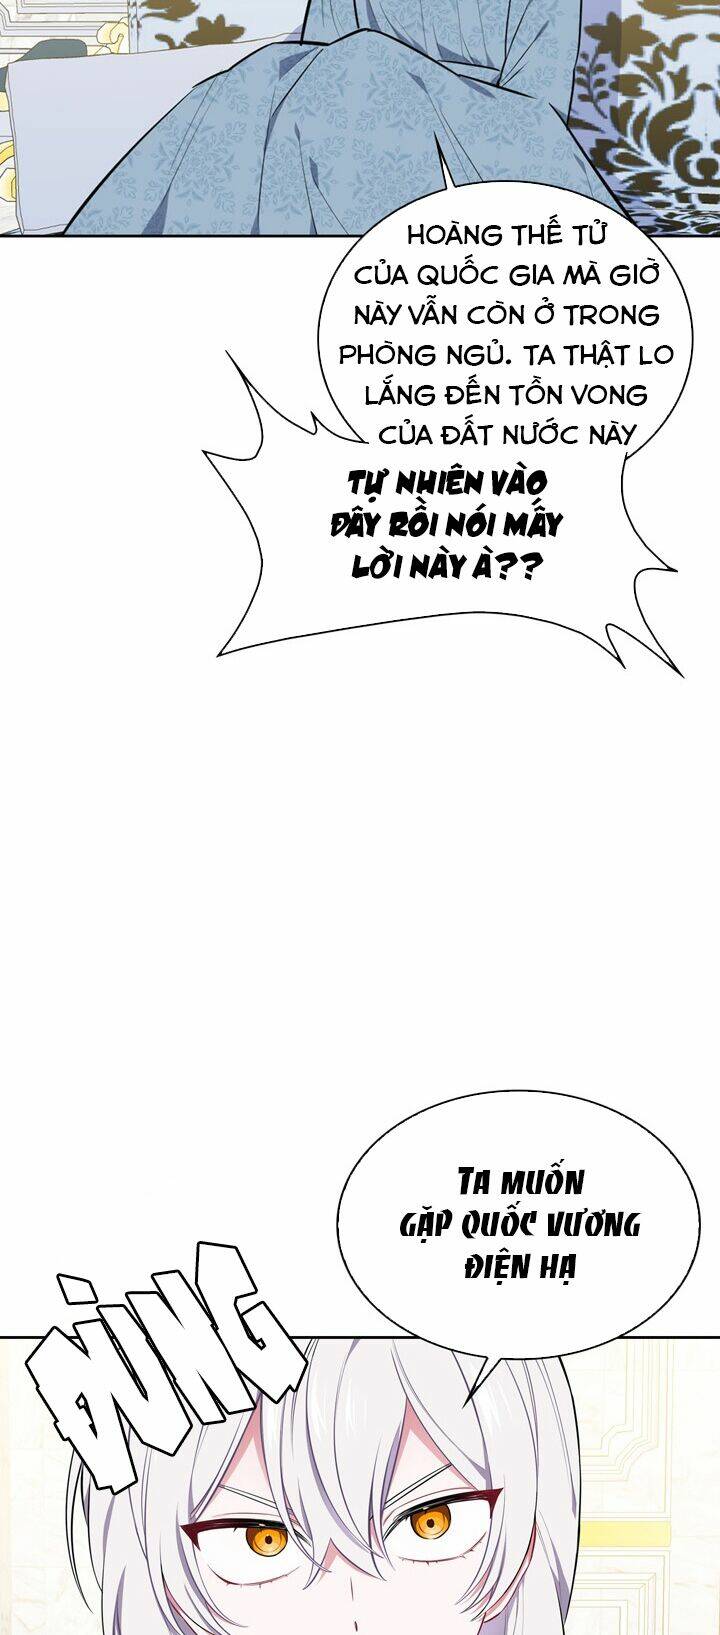 HOÀNG THẾ TỬ
CỦA QUỐC GIA MÀ GIỜ
NÀY VẪN CÒN Ở TRONG
PHÒNG NGỦ. TA THẬT LO
LẮNG ĐẾN TỒN VONG
CỦA ĐẤT NƯỚC NÀY
TỰ NHIÊN VÀO
ĐÂY RỒI NÓI MẤY
LỜI NÀY À??
TA MUỐN
GẶP QUỐC VƯƠNG
ĐIỆN HẠ
ĐÙNG